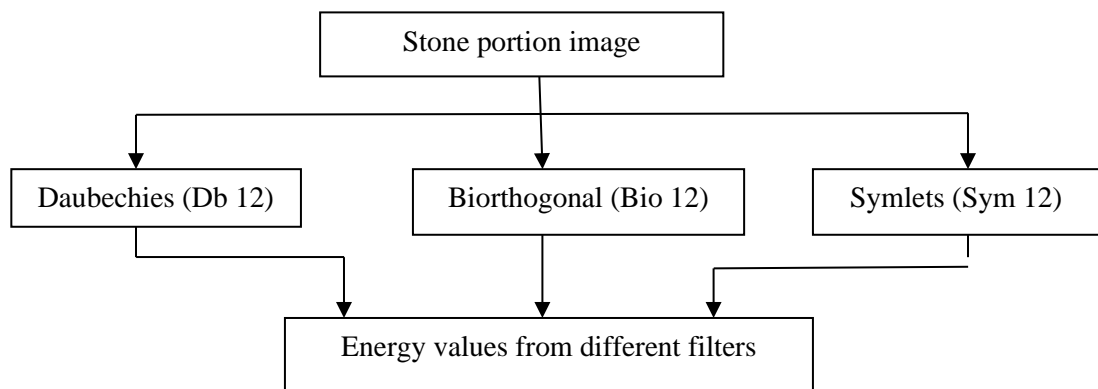 Stone portion image
Daubechies (Db 12)
Biorthogonal (Bio 12)
Symlets (Sym 12)
Energy values from different filters